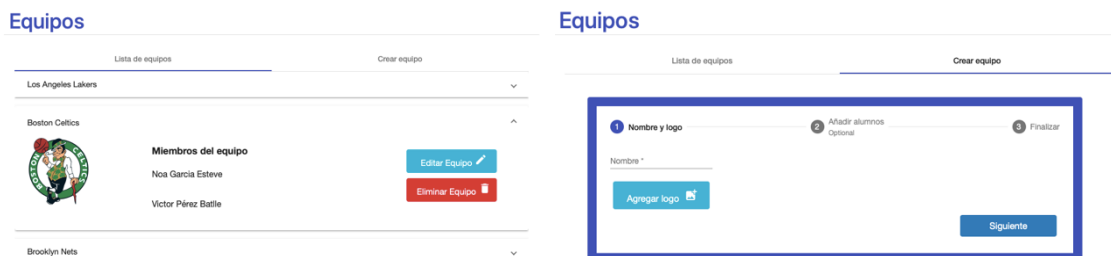 Equipos
Lista de equipos
Crear equipo
Los Angeles Lakers
Boston Celtics
BOSTON
CELTICS
Miembros del equipo
Noa Garcia Esteve
Victor Pérez Batlle
Editar Equipo
Eliminar Equipo
Brooklyn Nets
Equipos
Lista de equipos
Crear equipo
1 Nombre y logo
2 Añadir alumnos
Optional
3 Finalizar
Nombre *
Agregar logo
Siguiente